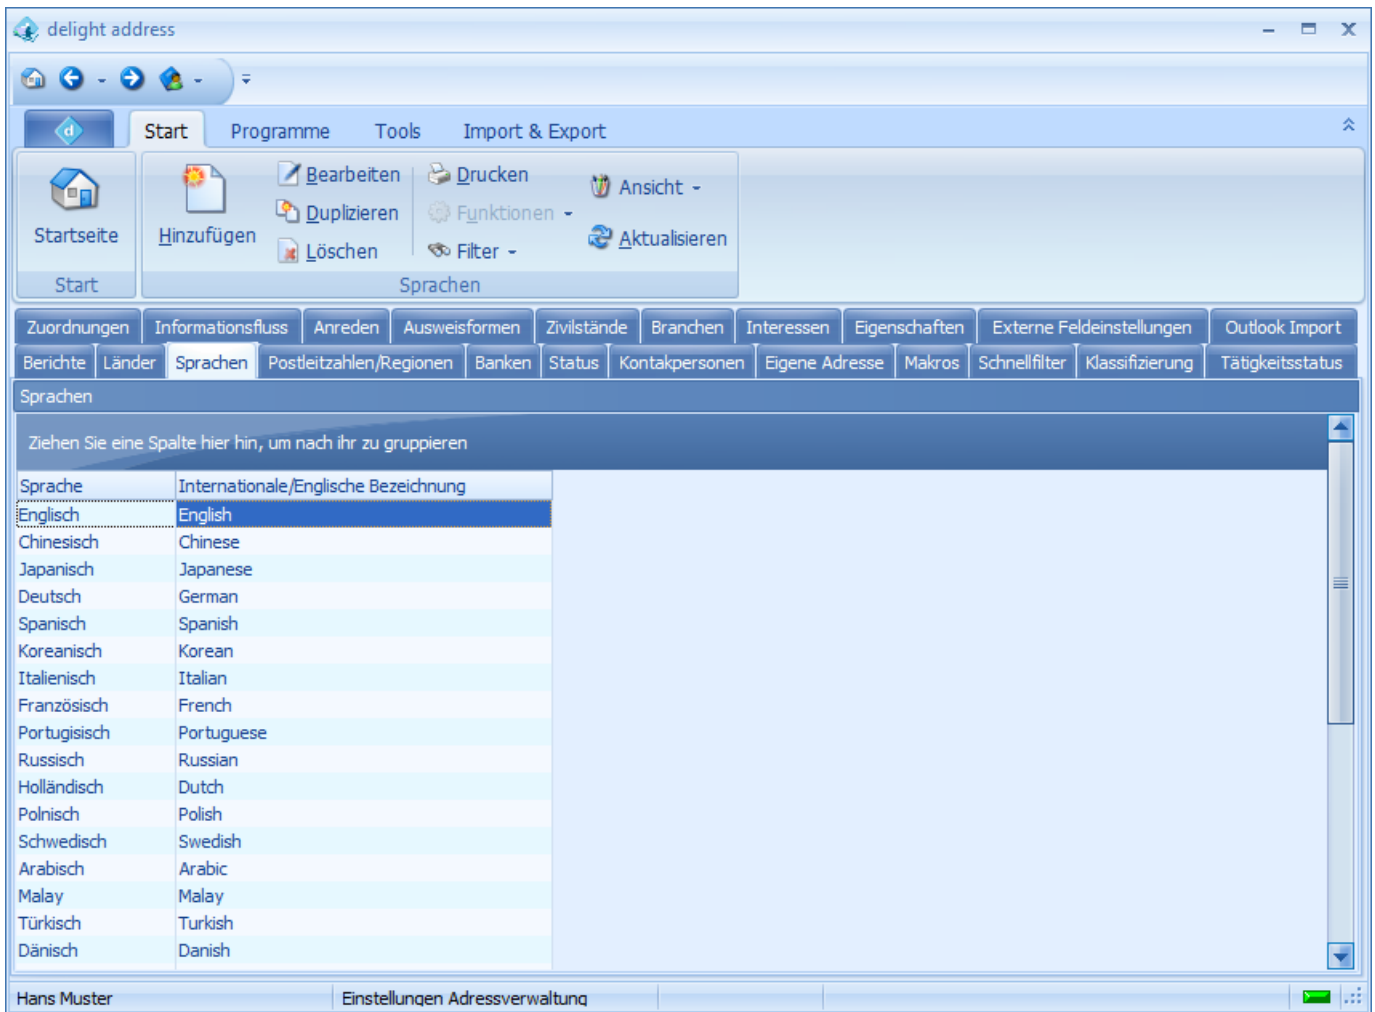 delight address
Start Programme Tools Import & Export
Startseite
Hinzufügen
Bearbeiten
Duplizieren
Löschen
Drucken
Funktionen
Filter
Ansicht
Aktualisieren
Start
Sprachen
Zuordnungen Informationsfluss Anreden Ausweisformen Zivilstände Branchen Interessen Eigenschaften Externe Feldeinstellungen Outlook Import
Berichte Länder Sprachen Postleitzahlen/Regionen Banken Status Kontakpersonen Eigene Adresse Makros Schnellfilter Klassifizierung Tätigkeitsstatus
Sprachen
Ziehen Sie eine Spalte hier hin, um nach ihr zu gruppieren
Sprache Internationale/Englische Bezeichnung
Englisch English
Chinesisch Chinese
Japanisch Japanese
Deutsch German
Spanisch Spanish
Koreanisch Korean
Italienisch Italian
Französisch French
Portugisisch Portuguese
Russisch Russian
Holländisch Dutch
Polnisch Polish
Schwedisch Swedish
Arabisch Arabic
Malay Malay
Türkisch Turkish
Dänisch Danish
Hans Muster Einstellungen Adressverwaltung